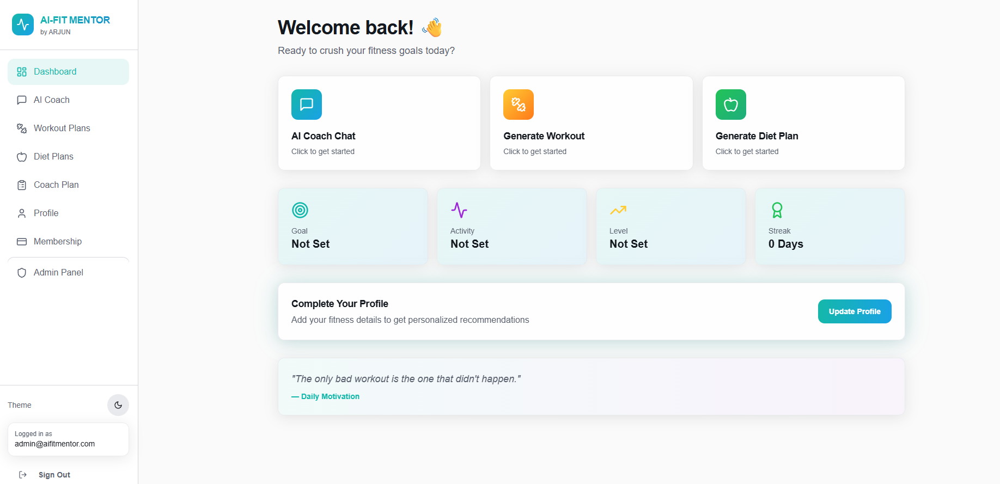 AI-FIT MENTOR
by ARJUN
Dashboard
AI Coach
Workout Plans
Diet Plans
Coach Plan
Profile
Membership
Admin Panel
Theme
Logged in as
admin@aifitmentor.com
Sign Out
Welcome back! 👋
Ready to crush your fitness goals today?
AI Coach Chat
Click to get started
Generate Workout
Click to get started
Generate Diet Plan
Click to get started
Goal
Not Set
Activity
Not Set
Level
Not Set
Streak
0 Days
Complete Your Profile
Add your fitness details to get personalized recommendations
Update Profile
"The only bad workout is the one that didn't happen."
— Daily Motivation